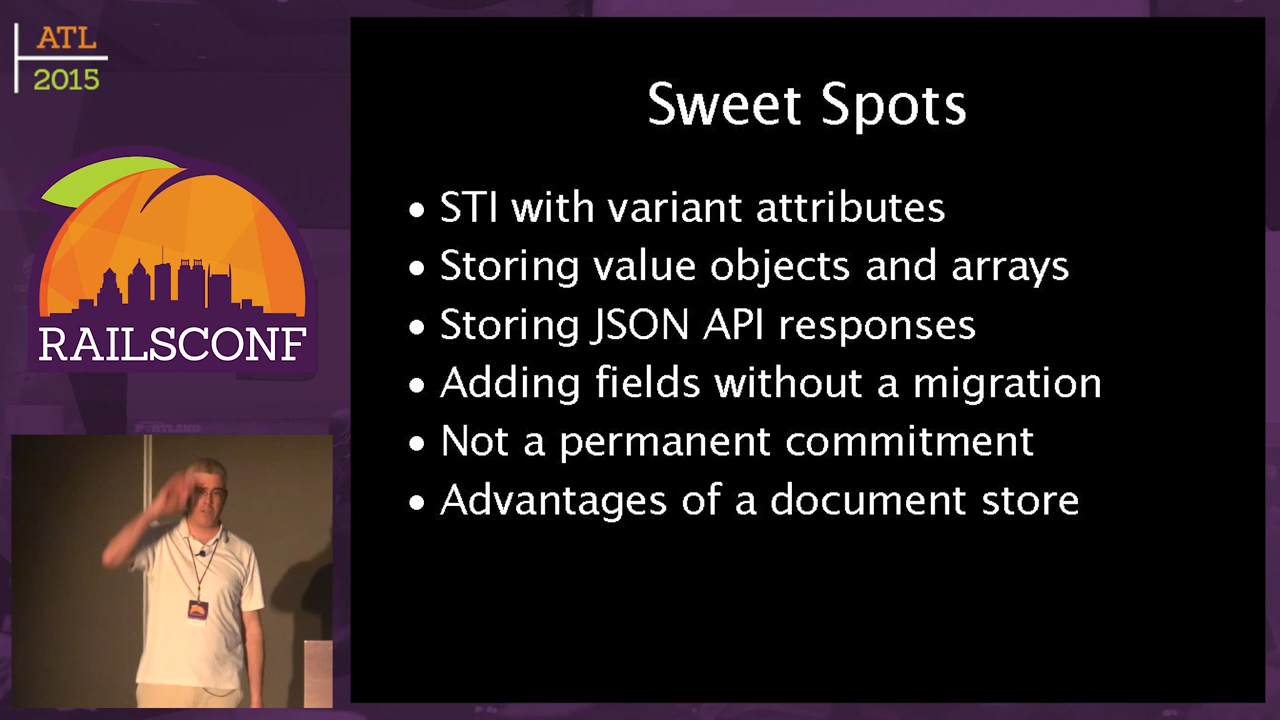 ATL
2015
RAILSCONF
PORTLAND
Sweet Spots
• STI with variant attributes
• Storing value objects and arrays
• Storing JSON API responses
• Adding fields without a migration
• Not a permanent commitment
• Advantages of a document store